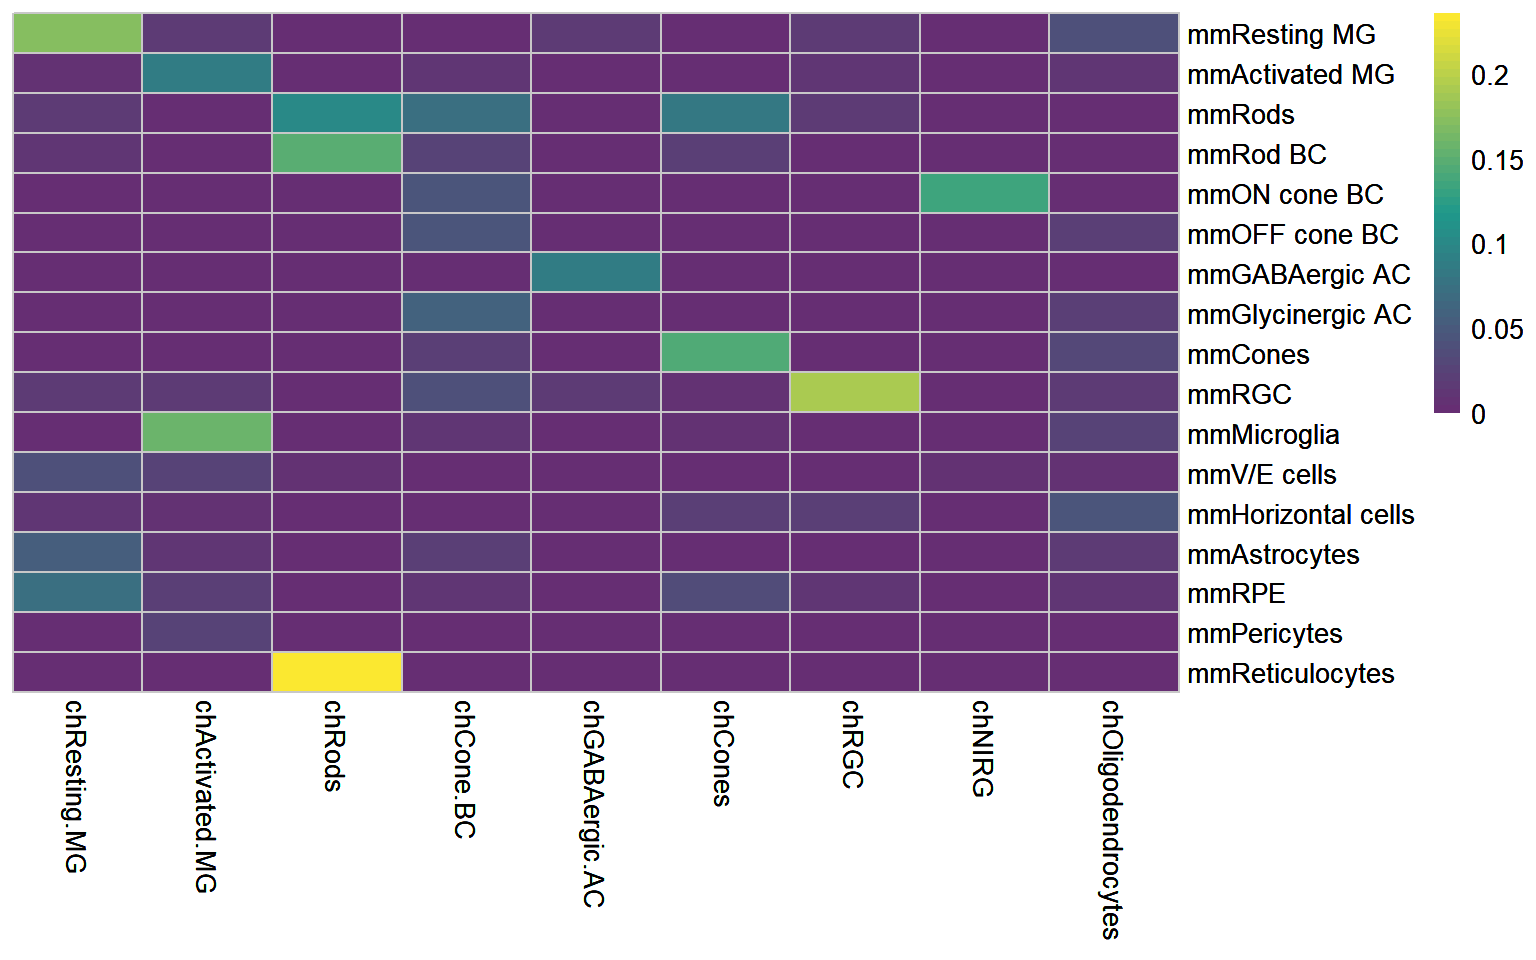 mmResting MG
mmActivated MG
mmRods
mmRod BC
mmON cone BC
mmOFF cone BC
mmGABAergic AC
mmGlycinergic AC
mmCones
mmRGC
mmMicroglia
mmV/E cells
mmHorizontal cells
mmAstrocytes
mmRPE
mmPericytes
mmReticulocytes
0.2
0.15
0.1
0.05
0
chResting.MG
chActivated.MG
chRods
chCone.BC
chGABAergic.AC
chCones
chRGC
chNIRG
chOligodendrocytes